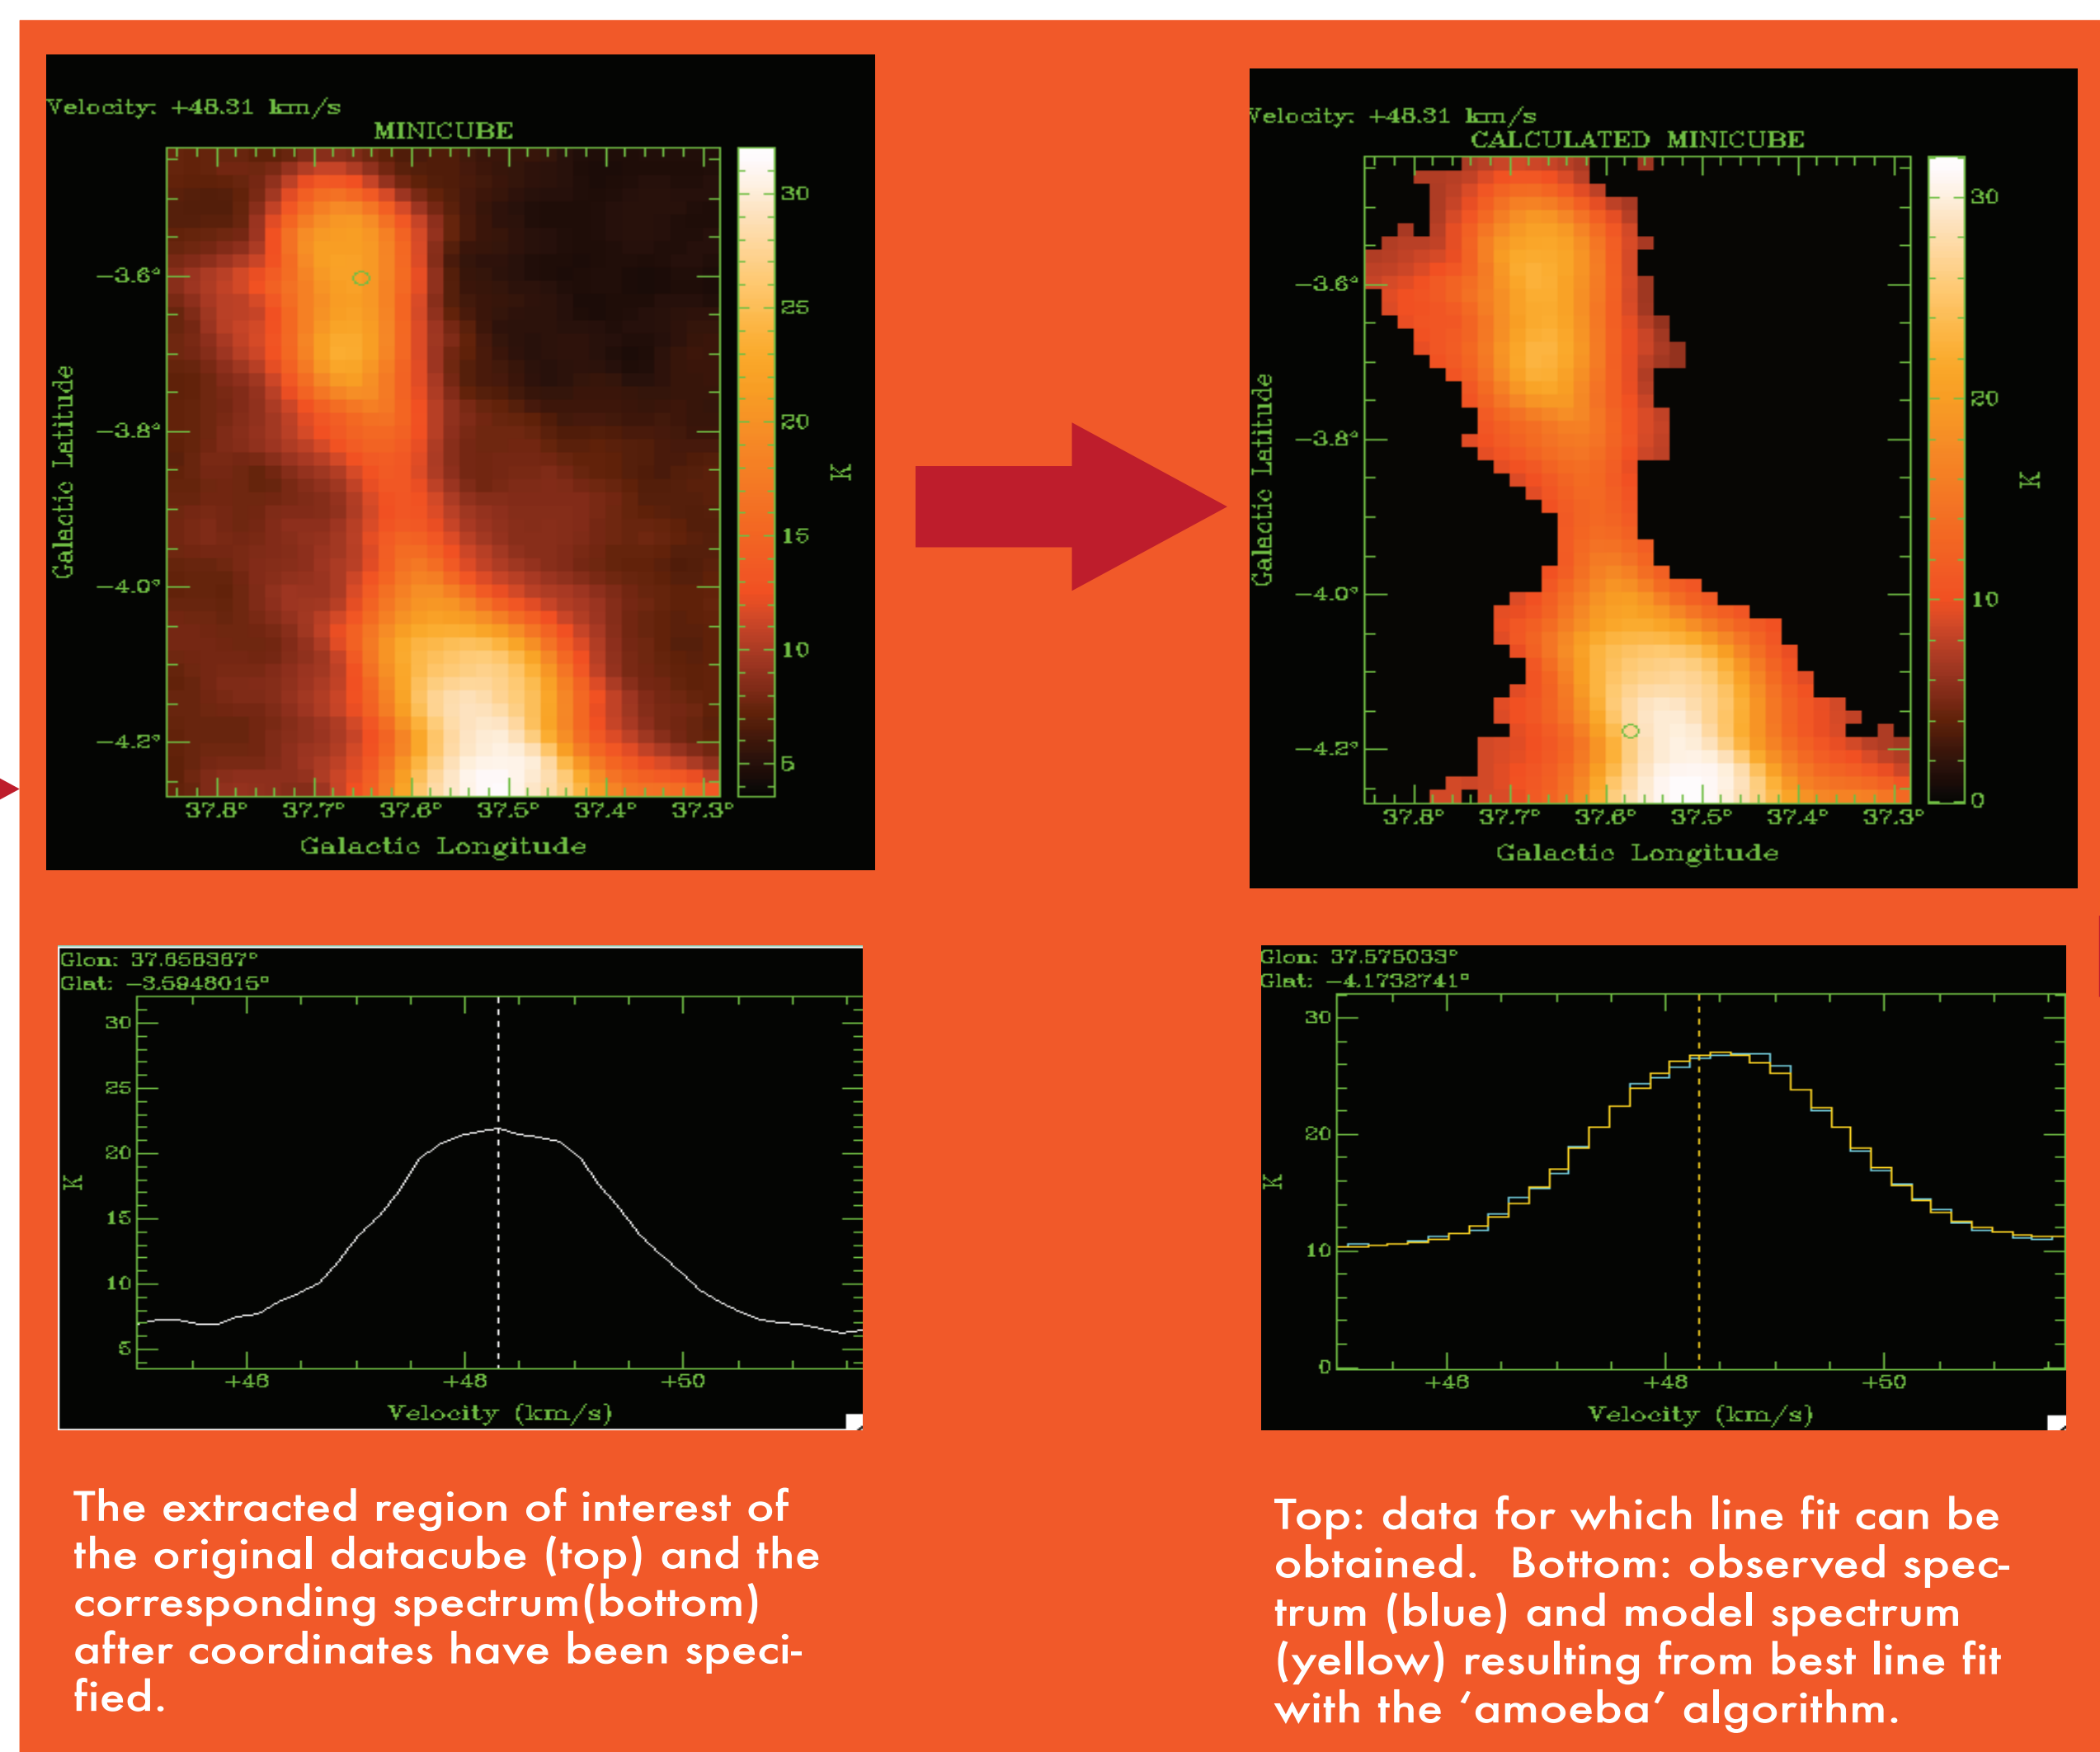 Velocity: +48.31 km/s
MINICUBE
30
25
20
15
10
5
K
−3.6°
−3.8°
−4.0°
−4.2°
Galactic Latitude
37.8° 37.7° 37.6° 37.5° 37.4° 37.3°
Galactic Longitude
Velocity: +48.31 km/s
CALCULATED MINICUBE
30
20
10
0
K
−3.6°
−3.8°
−4.0°
−4.2°
Galactic Latitude
37.8° 37.7° 37.6° 37.5° 37.4° 37.3°
Galactic Longitude
Glon: 37.658367°
Glat: −3.5948015°
30
25
20
15
10
5
K
+46 +48 +50
Velocity (km/s)
Glon: 37.575033°
Glat: −4.1732741°
30
20
10
0
K
+46 +48 +50
Velocity (km/s)
The extracted region of interest of
the original datacube (top) and the
corresponding spectrum(bottom)
after coordinates have been speci-
fied.
Top: data for which line fit can be
obtained.  Bottom: observed spec-
trum (blue) and model spectrum
(yellow) resulting from best line fit
with the ‘amoeba’ algorithm.